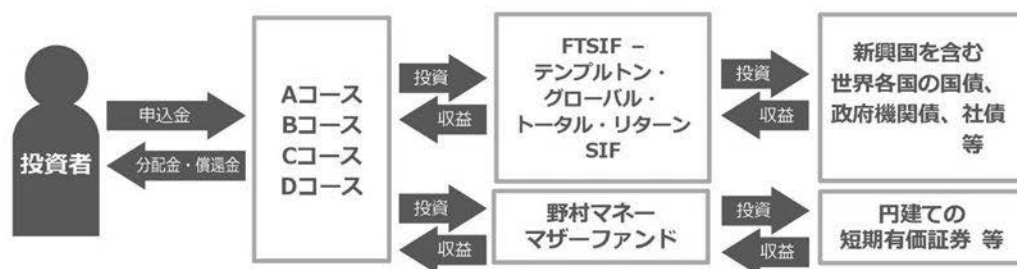 投資者
申込金
分配金・償還金
Aコース
Bコース
Cコース
Dコース
投資
収益
FTSIF –
テンプルトン・
グローバル・
トータル・リターン
SIF
投資
収益
新興国を含む
世界各国の国債、
政府機関債、社債
等
投資
収益
野村マネー
マザーファンド
投資
収益
円建ての
短期有価証券 等